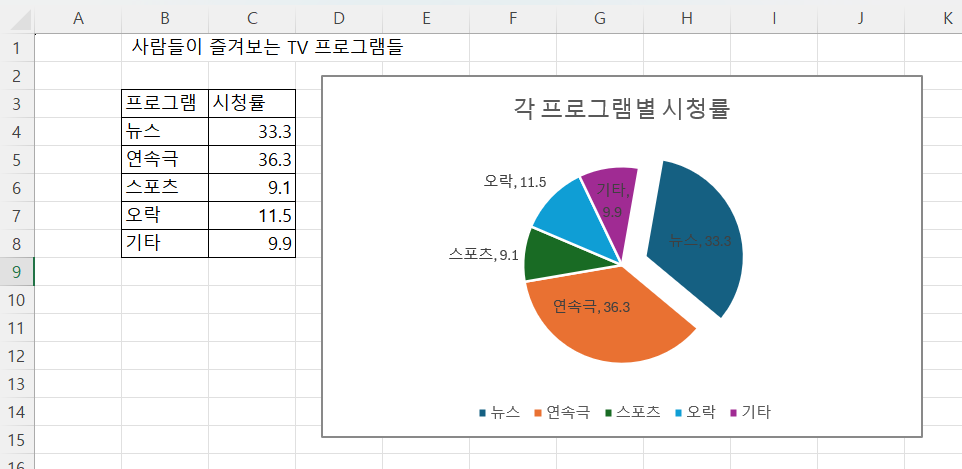 A B C D E F G H I J K
1 사람들이 즐겨보는 TV 프로그램들
2
3 프로그램 시청률
4 뉴스 33.3
5 연속극 36.3
6 스포츠 9.1
7 오락 11.5
8 기타 9.9
9
10
11
12
13
14
15
16
각 프로그램별 시청률
오락, 11.5
기타,
9.9
뉴스, 33.3
스포츠, 9.1
연속극, 36.3
뉴스 연속극 스포츠 오락 기타